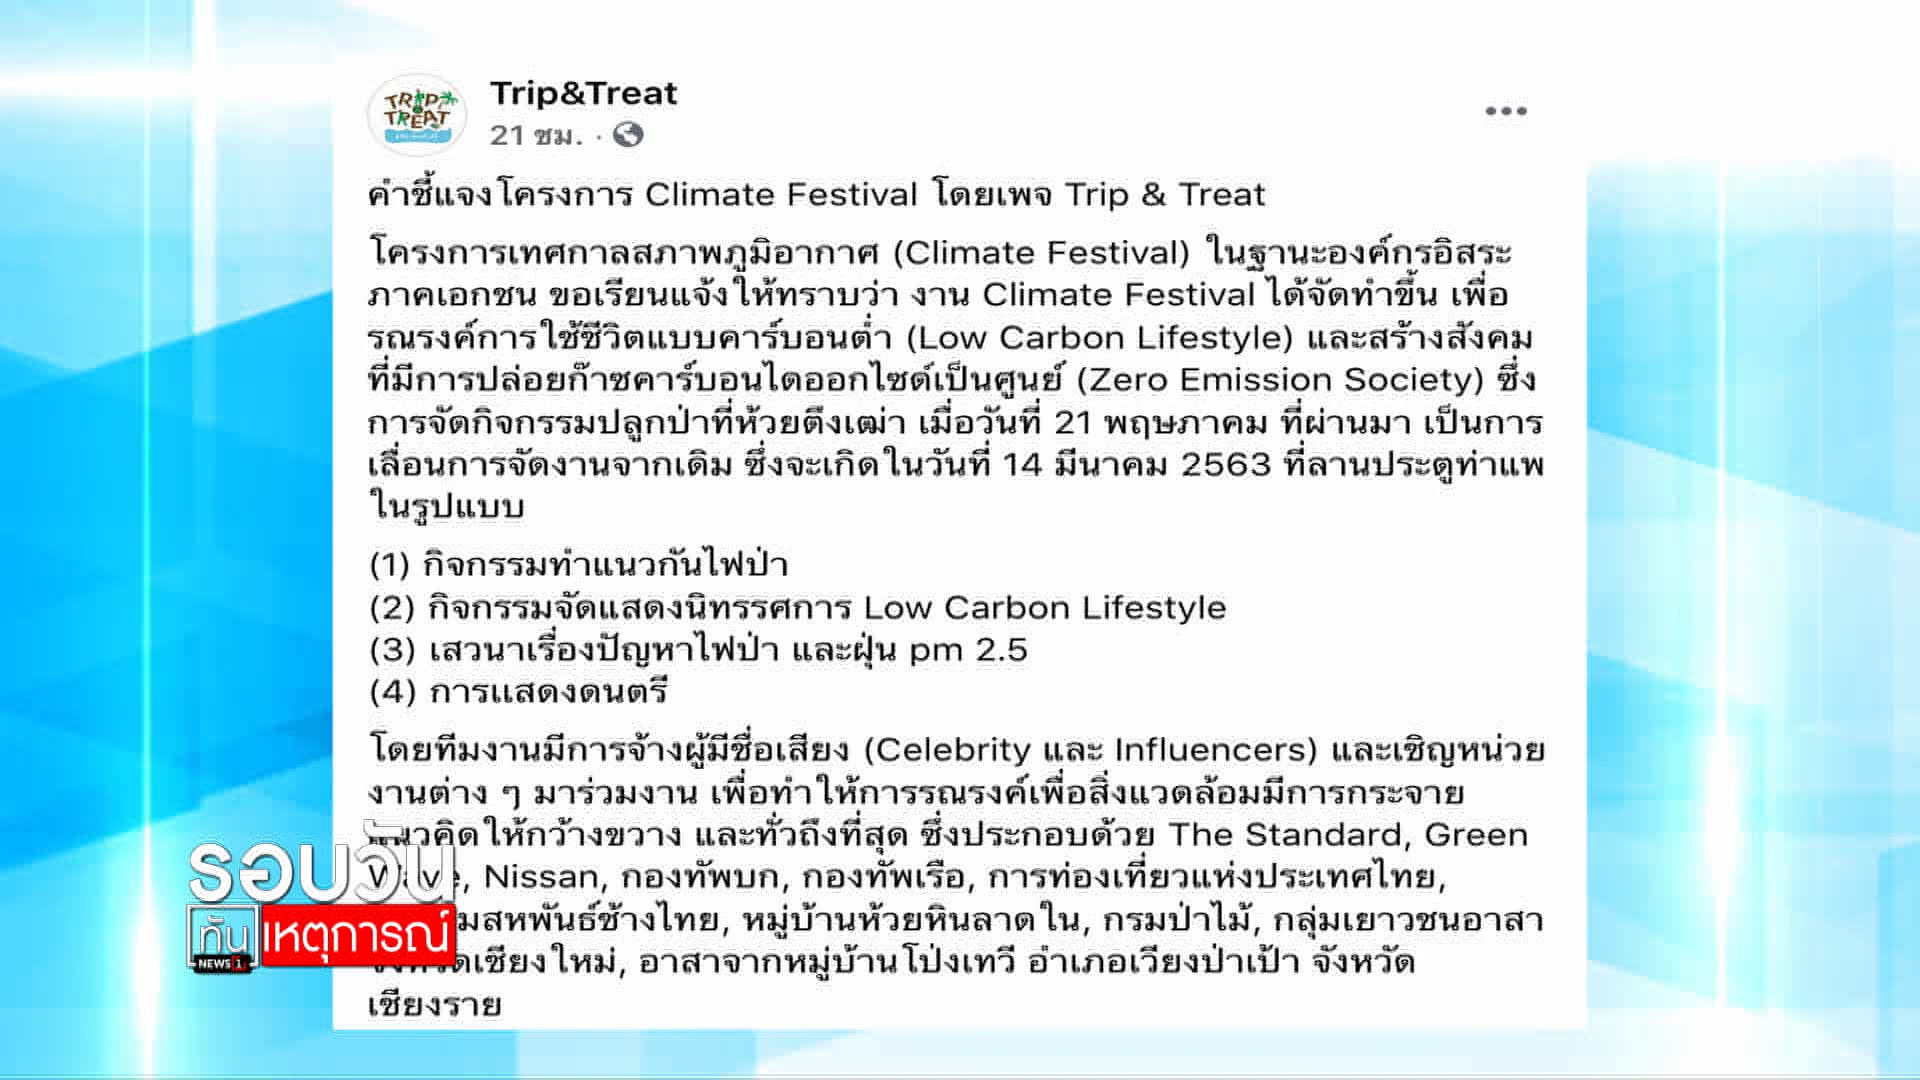 TRIP & TREAT
Trip&Treat
21 ชม. ·
คำชี้แจงโครงการ Climate Festival โดยเพจ Trip & Treat
โครงการเทศกาลสภาพภูมิอากาศ (Climate Festival) ในฐานะองค์กรอิสระ
ภาคเอกชน ขอเรียนแจ้งให้ทราบว่า งาน Climate Festival ได้จัดทำขึ้น เพื่อ
รณรงค์การใช้ชีวิตแบบคาร์บอนต่ำ (Low Carbon Lifestyle) และสร้างสังคม
ที่มีการปล่อยก๊าซคาร์บอนไดออกไซด์เป็นศูนย์ (Zero Emission Society) ซึ่ง
การจัดกิจกรรมปลูกป่าที่ห้วยตึงเฒ่า เมื่อวันที่ 21 พฤษภาคม ที่ผ่านมา เป็นการ
เลื่อนการจัดงานจากเดิม ซึ่งจะเกิดในวันที่ 14 มีนาคม 2563 ที่ลานประตูท่าแพ
ในรูปแบบ
(1) กิจกรรมทำแนวกันไฟป่า
(2) กิจกรรมจัดแสดงนิทรรศการ Low Carbon Lifestyle
(3) เสวนาเรื่องปัญหาไฟป่า และฝุ่น pm 2.5
(4) การแสดงดนตรี
โดยทีมงานมีการจ้างผู้มีชื่อเสียง (Celebrity และ Influencers) และเชิญหน่วย
งานต่าง ๆ มาร่วมงาน เพื่อทำให้การรณรงค์เพื่อสิ่งแวดล้อมมีการกระจาย
แนวคิดให้กว้างขวาง และทั่วถึงที่สุด ซึ่งประกอบด้วย The Standard, Green
Wave, Nissan, กองทัพบก, กองทัพเรือ, การท่องเที่ยวแห่งประเทศไทย,
มสหพันธ์ช้างไทย, หมู่บ้านห้วยหินลาดใน, กรมป่าไม้, กลุ่มเยาวชนอาสา
จังหวัดเชียงใหม่, อาสาจากหมู่บ้านโป่งเทวี อำเภอเวียงป่าเป้า จังหวัด
เชียงราย
รอบวัน
ทันเหตุการณ์
NEWS 1